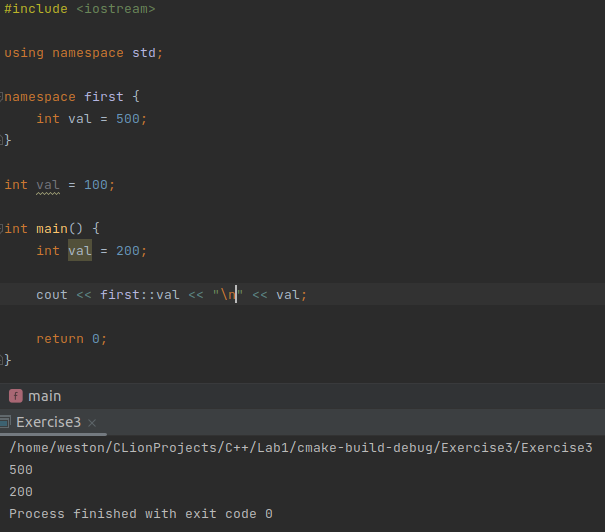 #include <iostream>
using namespace std;
namespace first {
    int val = 500;
}
int val = 100;
int main() {
    int val = 200;
    cout << first::val << "\n" << val;
    return 0;
}
f main
Exercise3 ×
/home/weston/CLionProjects/C++/Lab1/cmake-build-debug/Exercise3/Exercise3
500
200
Process finished with exit code 0